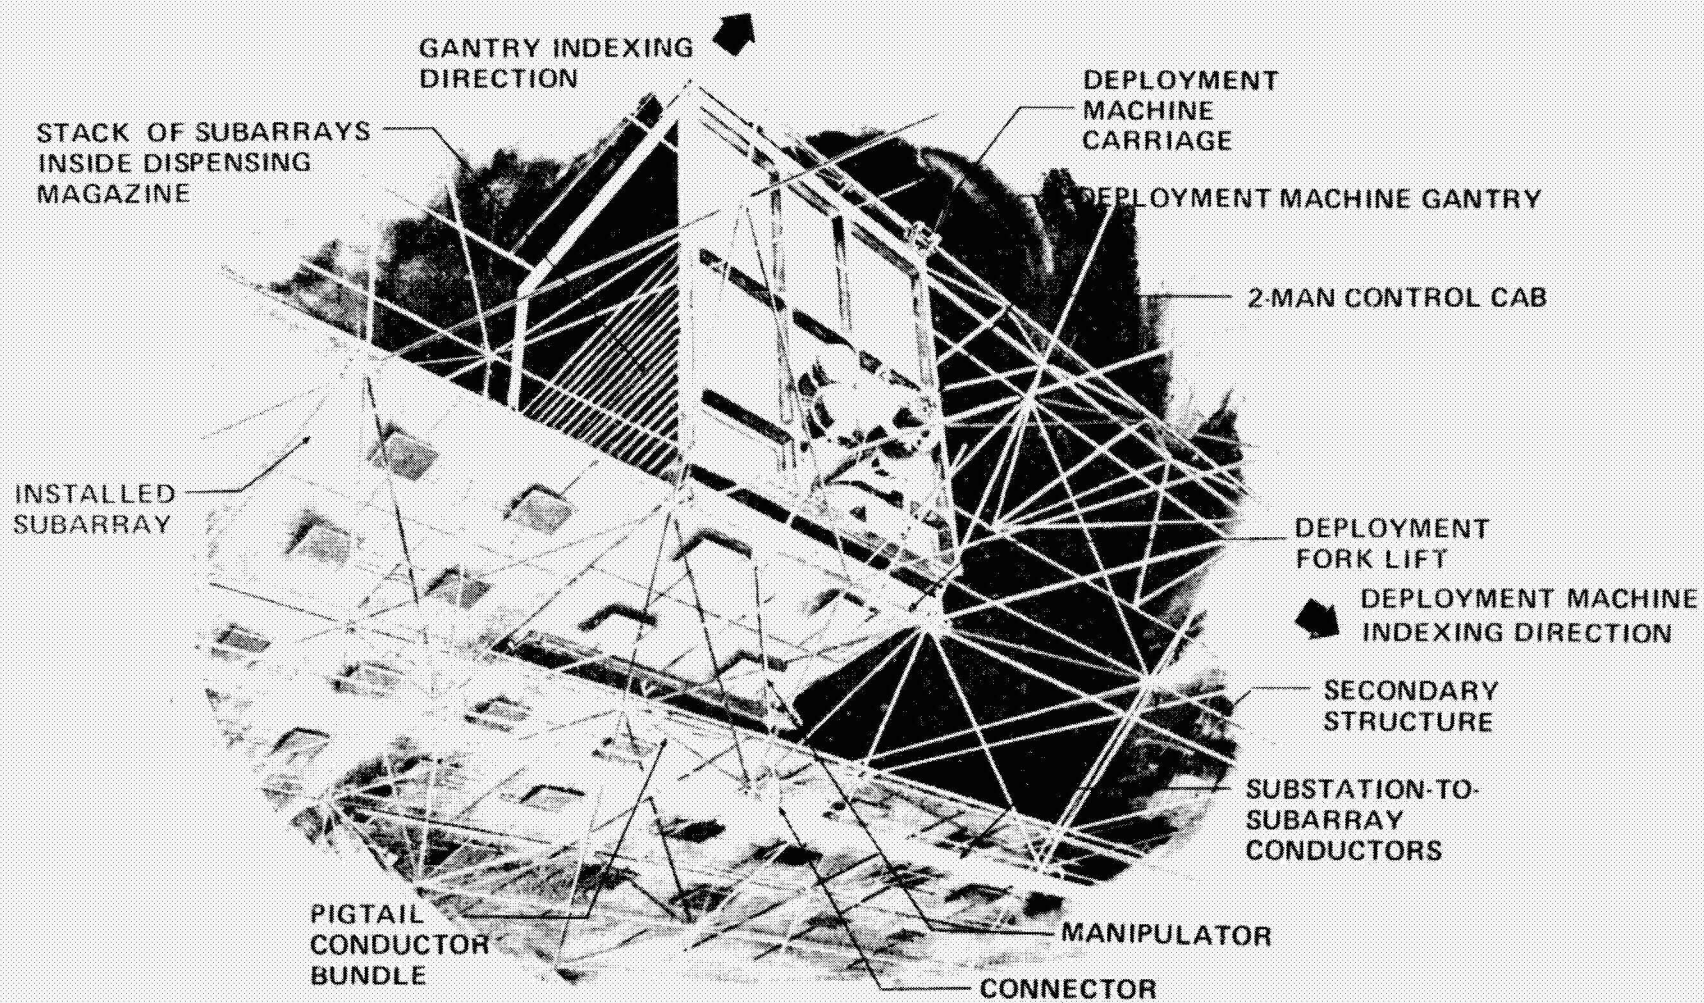 GANTRY INDEXING
DIRECTION
DEPLOYMENT
MACHINE
CARRIAGE
STACK OF SUBARRAYS
INSIDE DISPENSING
MAGAZINE
DEPLOYMENT MACHINE GANTRY
2-MAN CONTROL CAB
INSTALLED
SUBARRAY
DEPLOYMENT
FORK LIFT
DEPLOYMENT MACHINE
INDEXING DIRECTION
SECONDARY
STRUCTURE
SUBSTATION-TO-
SUBARRAY
CONDUCTORS
PIGTAIL
CONDUCTOR
BUNDLE
MANIPULATOR
CONNECTOR